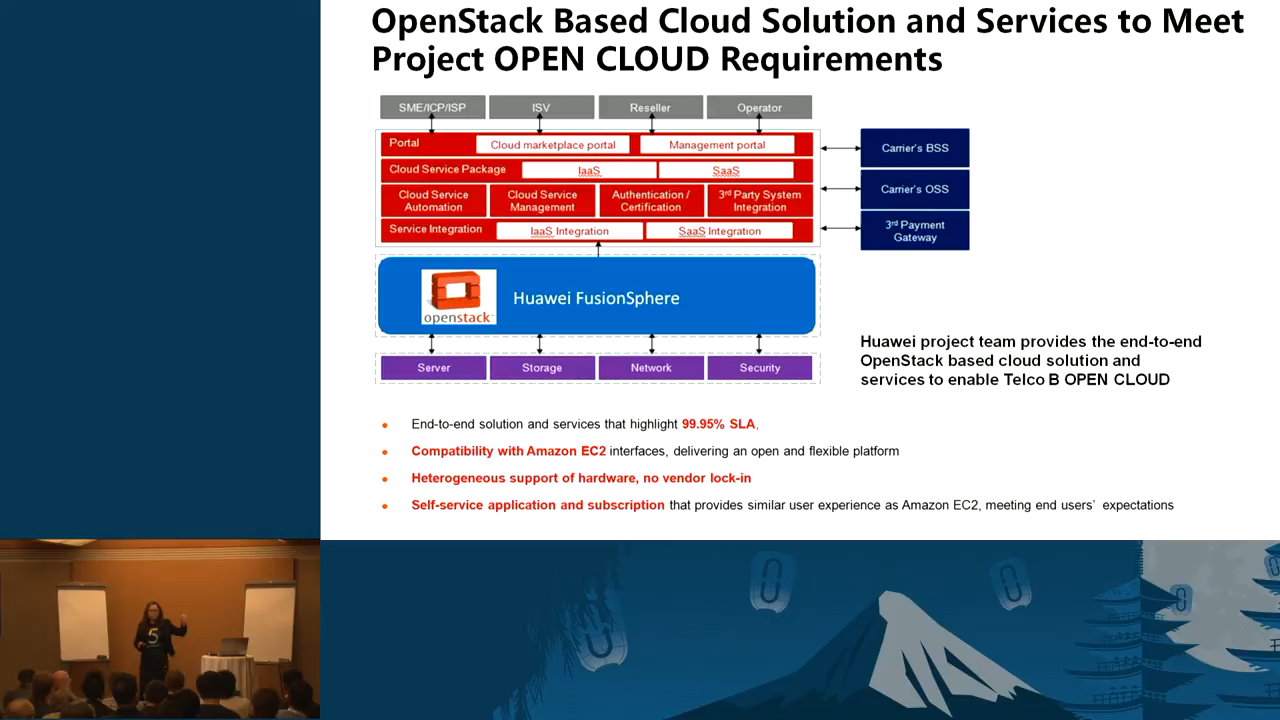 OpenStack Based Cloud Solution and Services to Meet
Project OPEN CLOUD Requirements
SME/ICP/ISP
ISV
Reseller
Operator
Portal
Cloud marketplace portal
Management portal
Cloud Service Package
IaaS
SaaS
Cloud Service
Automation
Cloud Service
Management
Authentication /
Certification
3rd Party System
Integration
Service Integration
IaaS Integration
SaaS Integration
Carrier's BSS
Carrier's OSS
3rd Payment
Gateway
openstack
Huawei FusionSphere
Server
Storage
Network
Security
Huawei project team provides the end-to-end
OpenStack based cloud solution and
services to enable Telco B OPEN CLOUD
End-to-end solution and services that highlight 99.95% SLA,
Compatibility with Amazon EC2 interfaces, delivering an open and flexible platform
Heterogeneous support of hardware, no vendor lock-in
Self-service application and subscription that provides similar user experience as Amazon EC2, meeting end users' expectations
5